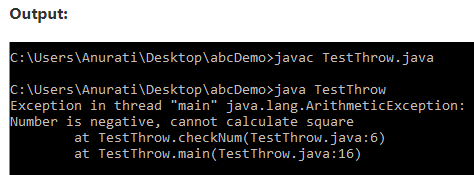 Output:
C:\Users\Anurati\Desktop\abcDemo>javac TestThrow.java
C:\Users\Anurati\Desktop\abcDemo>java TestThrow
Exception in thread "main" java.lang.ArithmeticException:
Number is negative, cannot calculate square
        at TestThrow.checkNum(TestThrow.java:6)
        at TestThrow.main(TestThrow.java:16)